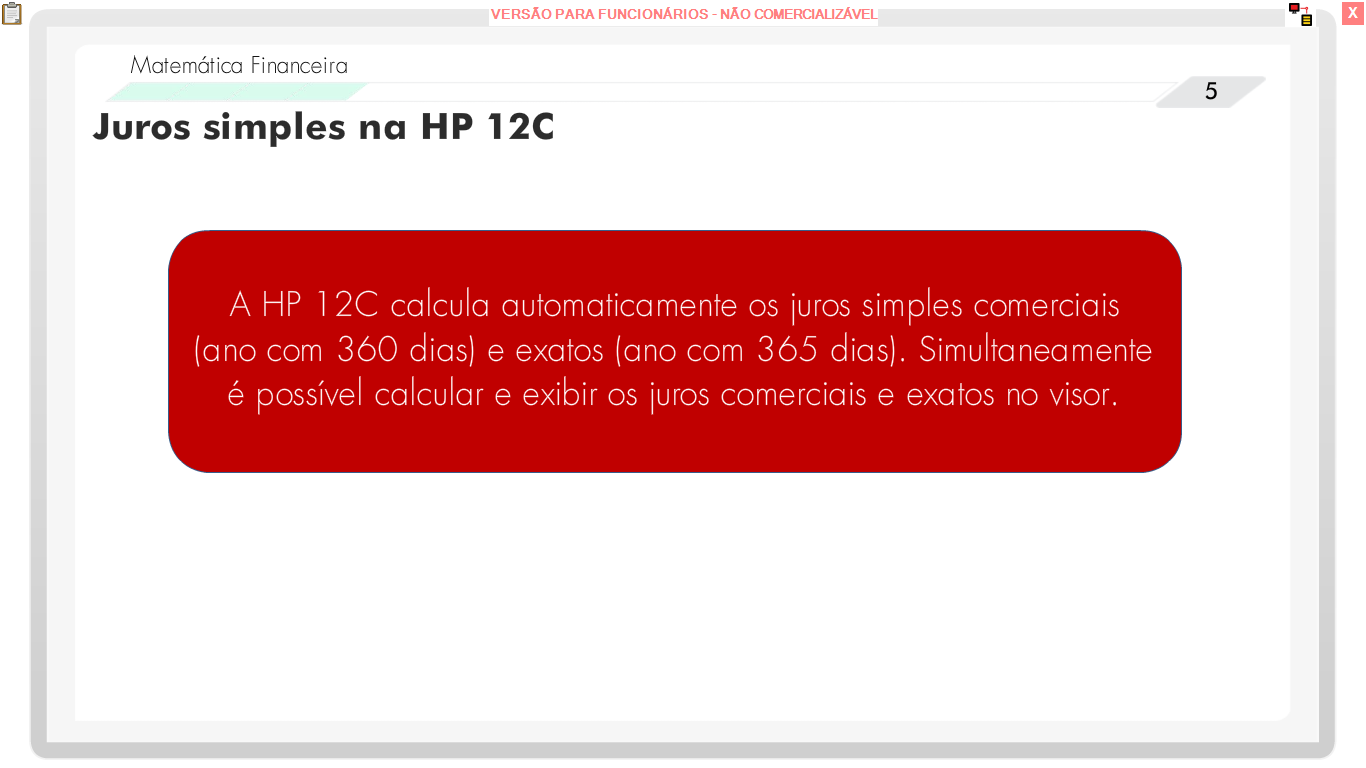 VERSÃO PARA FUNCIONÁRIOS - NÃO COMERCIALIZÁVEL
X
Matemática Financeira
5
Juros simples na HP 12C
A HP 12C calcula automaticamente os juros simples comerciais
(ano com 360 dias) e exatos (ano com 365 dias). Simultaneamente
é possível calcular e exibir os juros comerciais e exatos no visor.